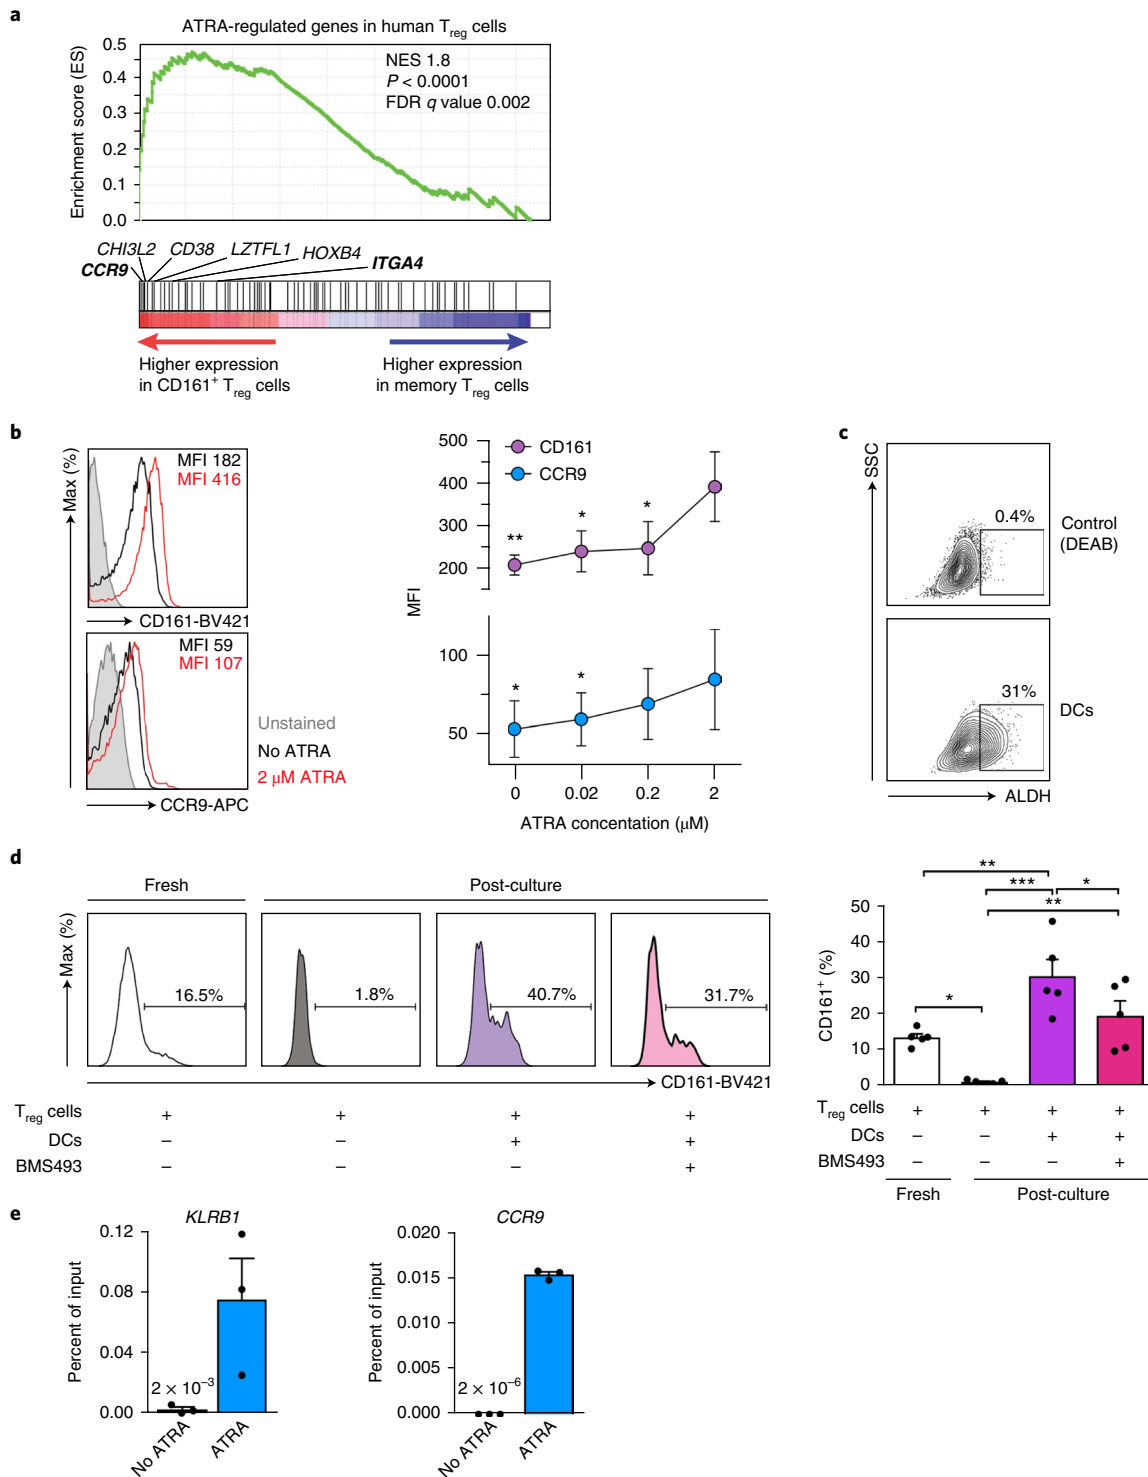 a
ATRA-regulated genes in human Treg cells
Enrichment score (ES)
0.5
0.4
0.3
0.2
0.1
0.0
NES 1.8
P < 0.0001
FDR q value 0.002
CHI3L2 CD38 LZTFL1 HOXB4
CCR9 ITGA4
Higher expression
in CD161+ Treg cells
Higher expression
in memory Treg cells
b
Max (%)
MFI 182
MFI 416
CD161-BV421
MFI 59
MFI 107
CCR9-APC
Unstained
No ATRA
2 μM ATRA
CD161
CCR9
MFI
500
400
300
200
100
50
**
*
*
*
*
0 0.02 0.2 2
ATRA concentation (μM)
c
SSC
0.4%
Control
(DEAB)
31%
DCs
ALDH
d
Fresh
Post-culture
Max (%)
16.5%
1.8%
40.7%
31.7%
CD161-BV421
Treg cells + + + +
DCs – – + +
BMS493 – – – +
**
*** *
**
*
CD161+ (%)
50
40
30
20
10
0
Treg cells + + + +
DCs – – + +
BMS493 – – – +
Fresh Post-culture
e
KLRB1
Percent of input
0.12
0.08
0.04
0.00
2 × 10−3
No ATRA
ATRA
CCR9
Percent of input
0.020
0.015
0.010
0.005
0.000
2 × 10−6
No ATRA
ATRA